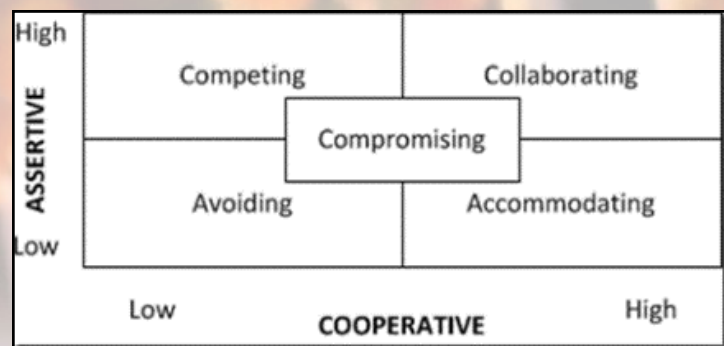 High
Competing Collaborating
ASSERTIVE
Compromising
Avoiding Accommodating
Low
Low High
COOPERATIVE